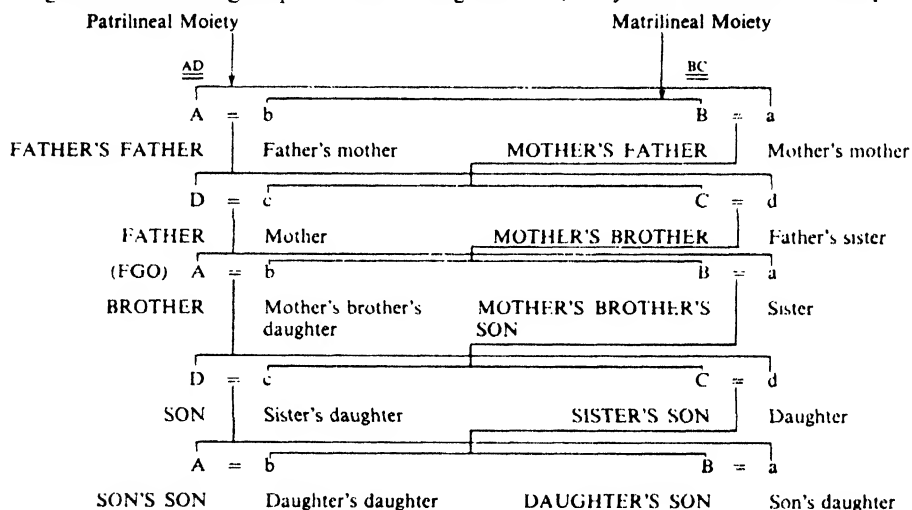 Patrilineal Moiety Matrilineal Moiety
AD BC
A = b B = a
FATHER'S FATHER Father's mother MOTHER'S FATHER Mother's mother
D = c C = d
FATHER Mother MOTHER'S BROTHER Father's sister
(EGO) A = b B = a
BROTHER Mother's brother's MOTHER'S BROTHER'S Sister
daughter SON
D = c C = d
SON Sister's daughter SISTER'S SON Daughter
A = b B = a
SON'S SON Daughter's daughter DAUGHTER'S SON Son's daughter